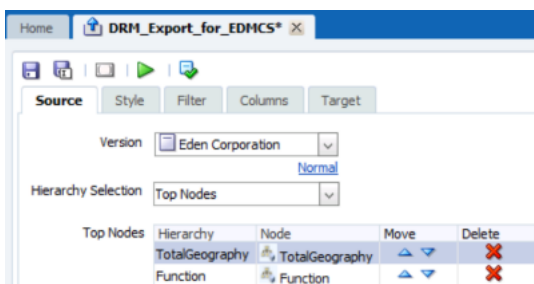 Home DRM_Export_for_EDMCS*
Source Style Filter Columns Target
Version Eden Corporation
Normal
Hierarchy Selection Top Nodes
Top Nodes Hierarchy Node Move Delete
TotalGeography TotalGeography
Function Function